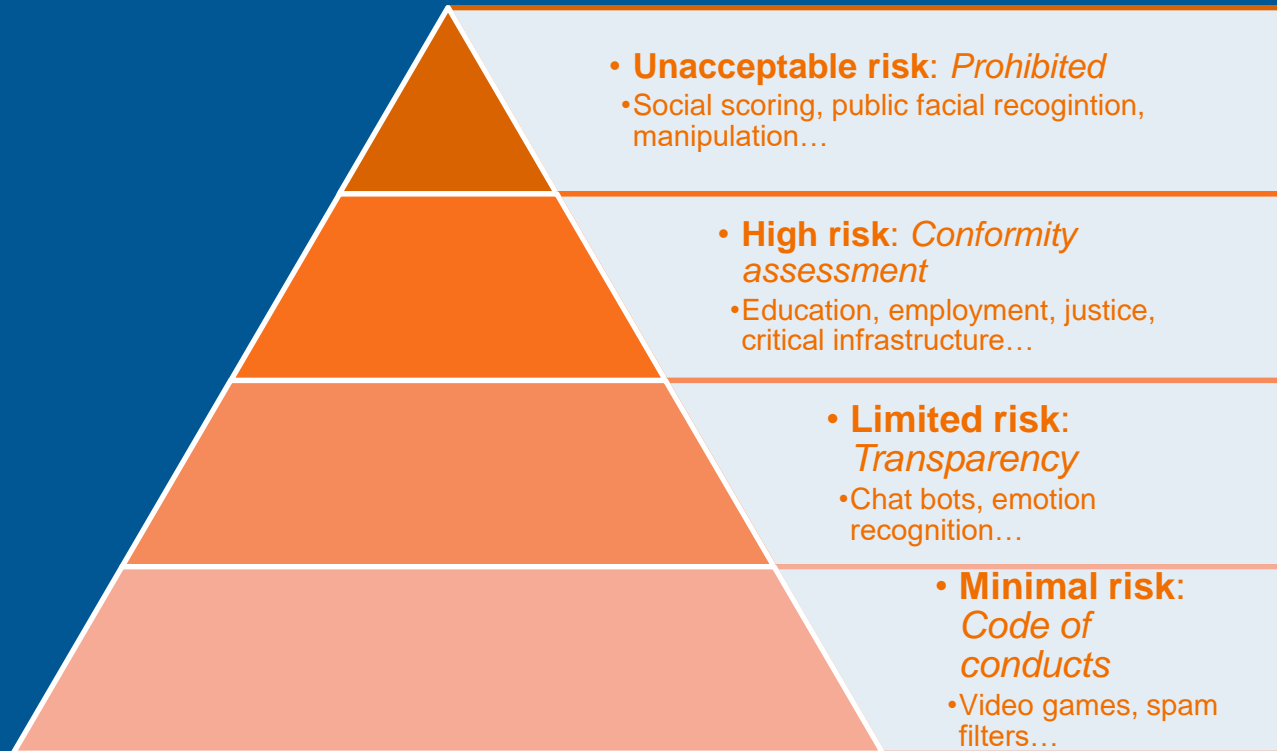 • Unacceptable risk: Prohibited
•Social scoring, public facial recogintion,
manipulation…
• High risk: Conformity
assessment
•Education, employment, justice,
critical infrastructure…
• Limited risk:
Transparency
•Chat bots, emotion
recognition…
• Minimal risk:
Code of
conducts
•Video games, spam
filters…